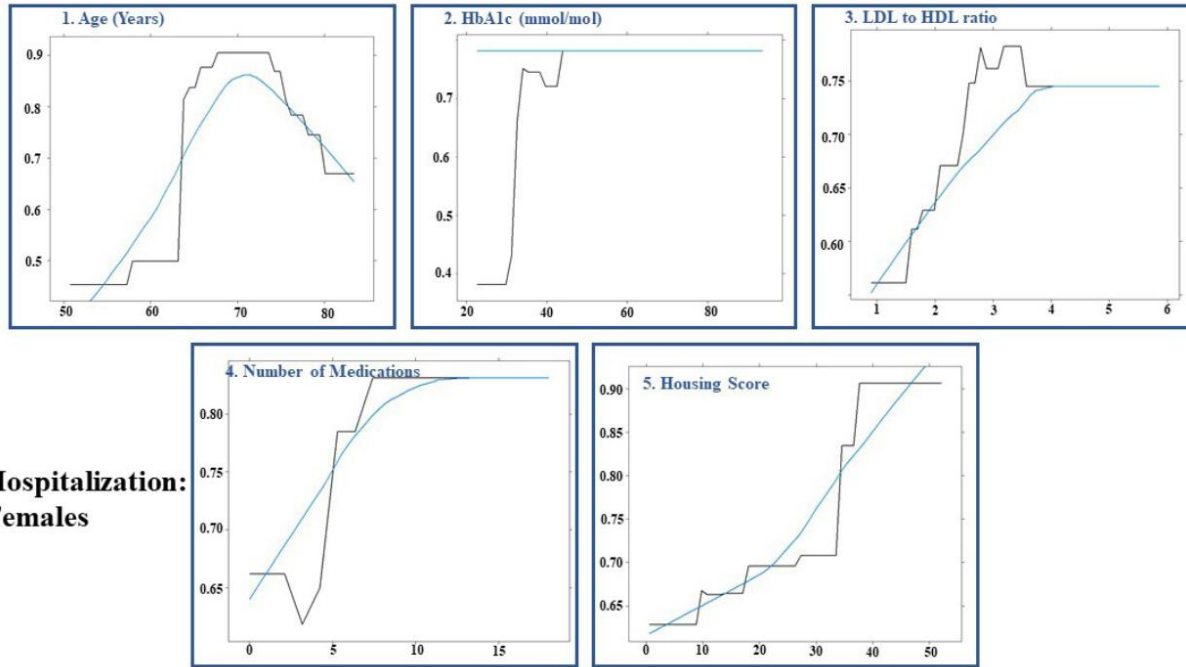 1. Age (Years)
0.9
0.8
0.7
0.6
0.5
50 60 70 80
2. HbA1c (mmol/mol)
0.7
0.6
0.5
0.4
20 40 60 80
3. LDL to HDL ratio
0.75
0.70
0.65
0.60
1 2 3 4 5 6
Hospitalization:
Females
4. Number of Medications
0.80
0.75
0.70
0.65
0 5 10 15
5. Housing Score
0.90
0.85
0.80
0.75
0.70
0.65
0 10 20 30 40 50